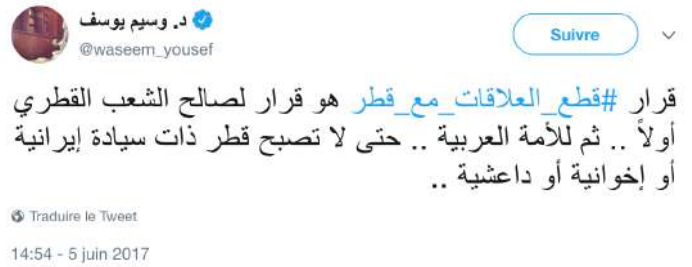 د. وسيم يوسف
@waseem_yousef
Suivre
قرار #قطع_العلاقات_مع_قطر هو قرار لصالح الشعب القطري
أولاً .. ثم للأمة العربية .. حتى لا تصبح قطر ذات سيادة إيرانية
أو إخوانية أو داعشية ..
Traduire le Tweet
14:54 - 5 juin 2017